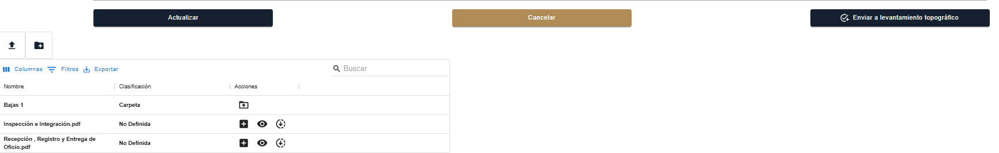 Actualizar
Cancelar
Enviar a levantamiento topográfico
Columnas Filtros Exportar Buscar
Nombre Clasificación Acciones
Bajas 1 Carpeta
Inspección e Integración.pdf No Definida
Recepción , Registro y Entrega de
Oficio.pdf No Definida